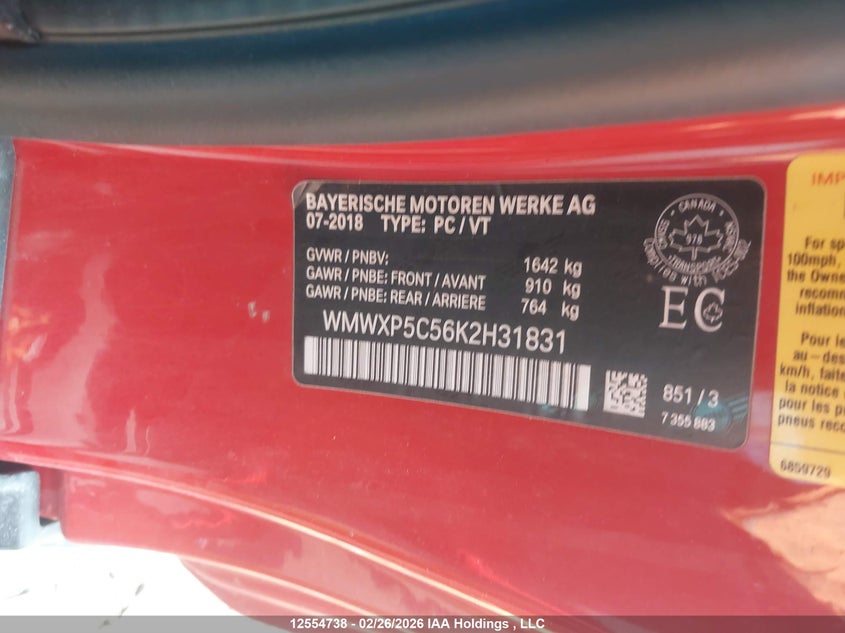 BAYERISCHE MOTOREN WERKE AG
07-2018 TYPE: PC / VT
GVWR / PNBV: 1642 kg
GAWR / PNBE: FRONT / AVANT 910 kg
GAWR / PNBE: REAR / ARRIERE 764 kg
WMWXP5C56K2H31831
CANADA
TRANSPORT
EC
851 / 3
7 355 883
IMP
For sp
100mph,
the Owne
recomm
inflation
Pour le
au-des
km/h, faite
la notice
pour les p
pneus reco
6859729
12554738 - 02/26/2026 IAA Holdings , LLC